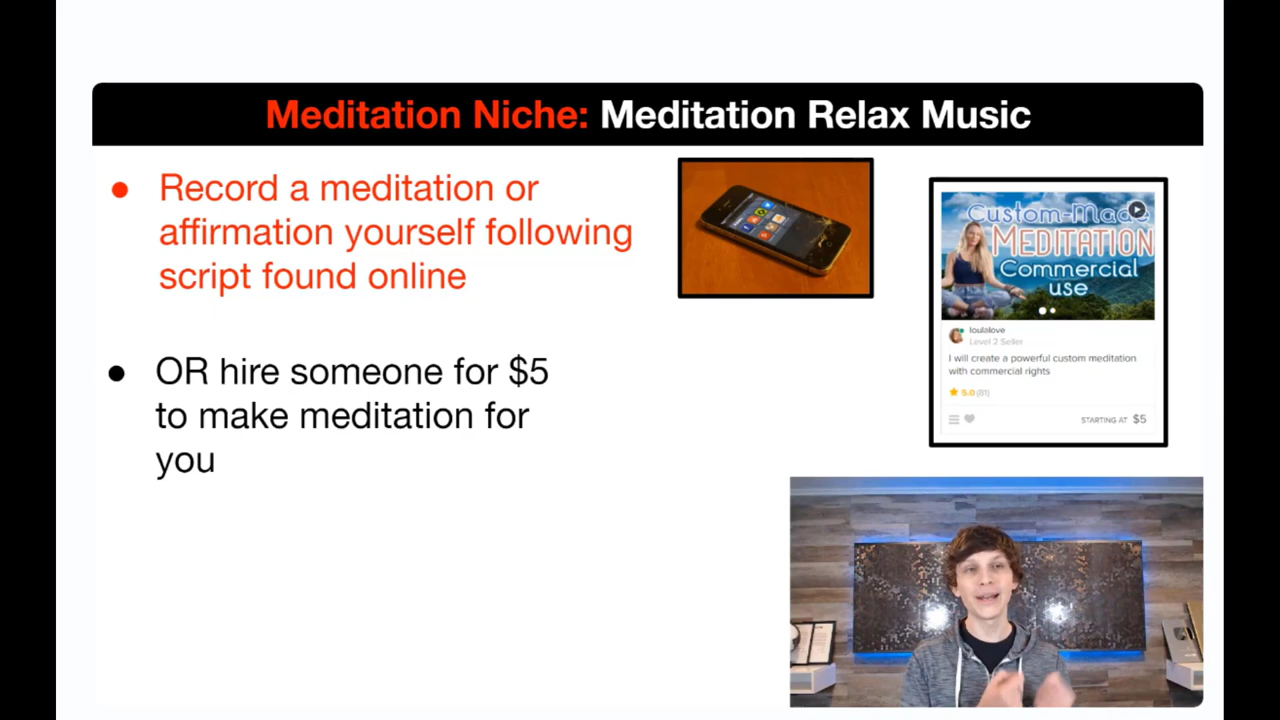 Meditation Niche: Meditation Relax Music
Record a meditation or
affirmation yourself following
script found online
OR hire someone for $5
to make meditation for
you
Custom-Made
MEDITATION
Commercial
use
loulalove
Level 2 Seller
I will create a powerful custom meditation
with commercial rights
5.0 (81)
STARTING AT $5